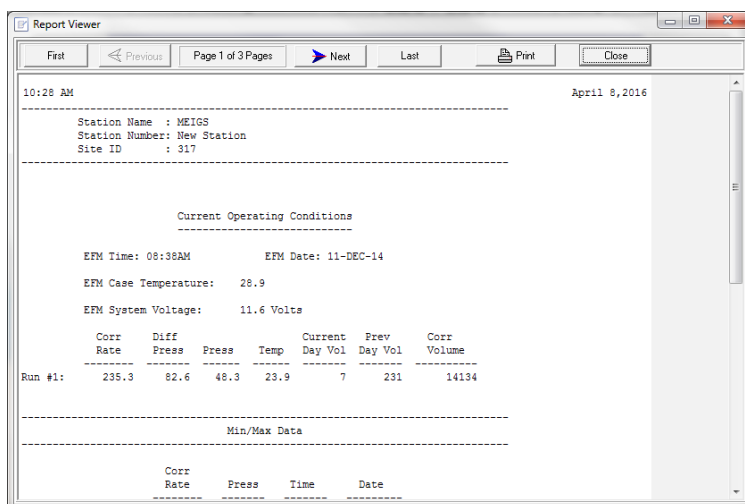 Report Viewer
First Previous Page 1 of 3 Pages Next Last Print Close
10:28 AM April 8,2016
Station Name : MEIGS
Station Number: New Station
Site ID : 317
Current Operating Conditions
EFM Time: 08:38AM EFM Date: 11-DEC-14
EFM Case Temperature: 28.9
EFM System Voltage: 11.6 Volts
Corr Diff Current Prev Corr
Rate Press Press Temp Day Vol Day Vol Volume
Run #1: 235.3 82.6 48.3 23.9 7 231 14134
Min/Max Data
Corr
Rate Press Time Date